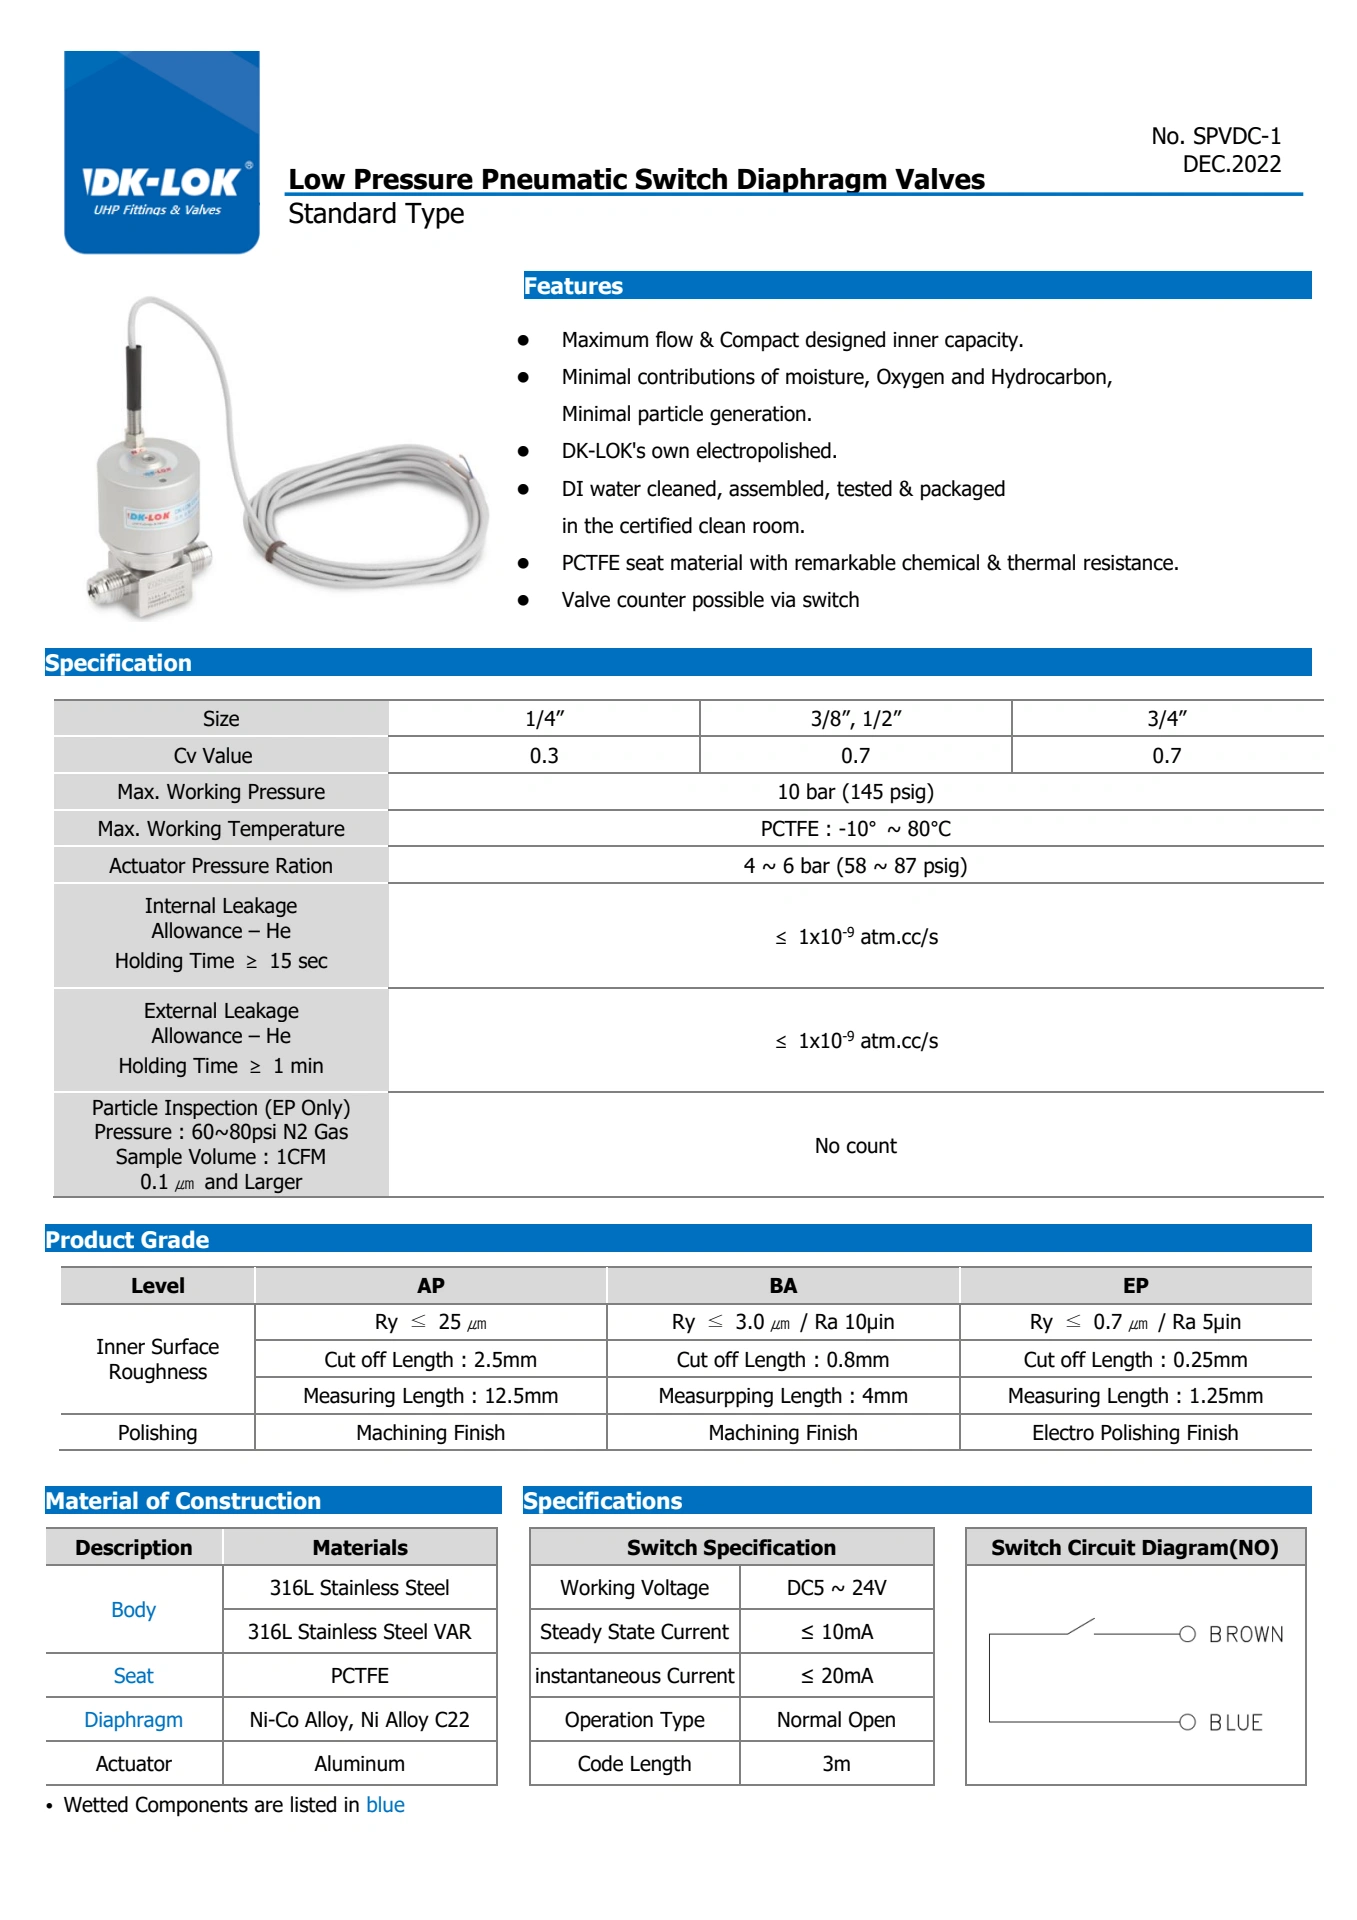 DK-LOK®
UHP Fittings & Valves
No. SPVDC-1
DEC.2022
Low Pressure Pneumatic Switch Diaphragm Valves
Standard Type
Features
● Maximum flow & Compact designed inner capacity.
● Minimal contributions of moisture, Oxygen and Hydrocarbon,
Minimal particle generation.
● DK-LOK's own electropolished.
● DI water cleaned, assembled, tested & packaged
in the certified clean room.
● PCTFE seat material with remarkable chemical & thermal resistance.
● Valve counter possible via switch
DK-LOK
DK-LOK
Specification
Size 1/4″ 3/8″, 1/2″ 3/4″
Cv Value 0.3 0.7 0.7
Max. Working Pressure 10 bar (145 psig)
Max. Working Temperature PCTFE : -10° ~ 80°C
Actuator Pressure Ration 4 ~ 6 bar (58 ~ 87 psig)
Internal Leakage
Allowance – He
Holding Time ≥ 15 sec
≤ 1x10⁻⁹ atm.cc/s
External Leakage
Allowance – He
Holding Time ≥ 1 min
≤ 1x10⁻⁹ atm.cc/s
Particle Inspection (EP Only)
Pressure : 60~80psi N2 Gas
Sample Volume : 1CFM
0.1 ㎛ and Larger
No count
Product Grade
Level AP BA EP
Inner Surface
Roughness
Ry ≤ 25 ㎛ Ry ≤ 3.0 ㎛ / Ra 10µin Ry ≤ 0.7 ㎛ / Ra 5µin
Cut off Length : 2.5mm Cut off Length : 0.8mm Cut off Length : 0.25mm
Measuring Length : 12.5mm Measurpping Length : 4mm Measuring Length : 1.25mm
Polishing Machining Finish Machining Finish Electro Polishing Finish
Material of Construction
Description Materials
Body 316L Stainless Steel
316L Stainless Steel VAR
Seat PCTFE
Diaphragm Ni-Co Alloy, Ni Alloy C22
Actuator Aluminum
• Wetted Components are listed in blue
Specifications
Switch Specification
Working Voltage DC5 ~ 24V
Steady State Current ≤ 10mA
instantaneous Current ≤ 20mA
Operation Type Normal Open
Code Length 3m
Switch Circuit Diagram(NO)
BROWN
BLUE